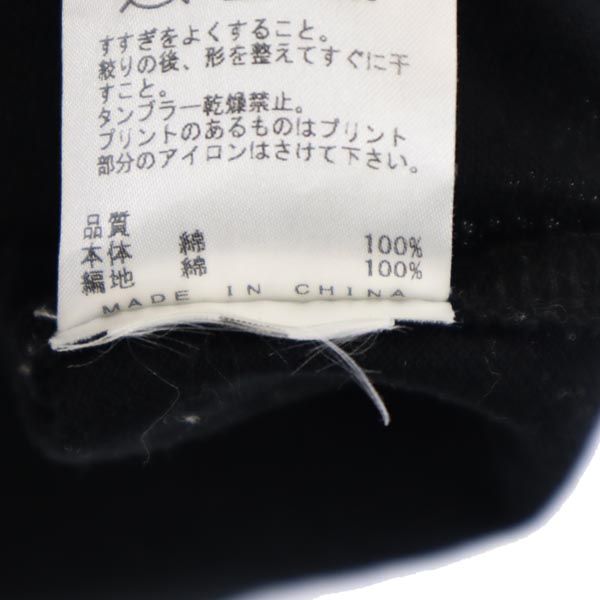 すすぎをよくすること。
絞りの後、形を整えてすぐに干
すこと。
タンブラー乾燥禁止。
プリントのあるものはプリント
部分のアイロンはさけて下さい。
品質
本体 綿 100%
編地 綿 100%
MADE IN CHINA